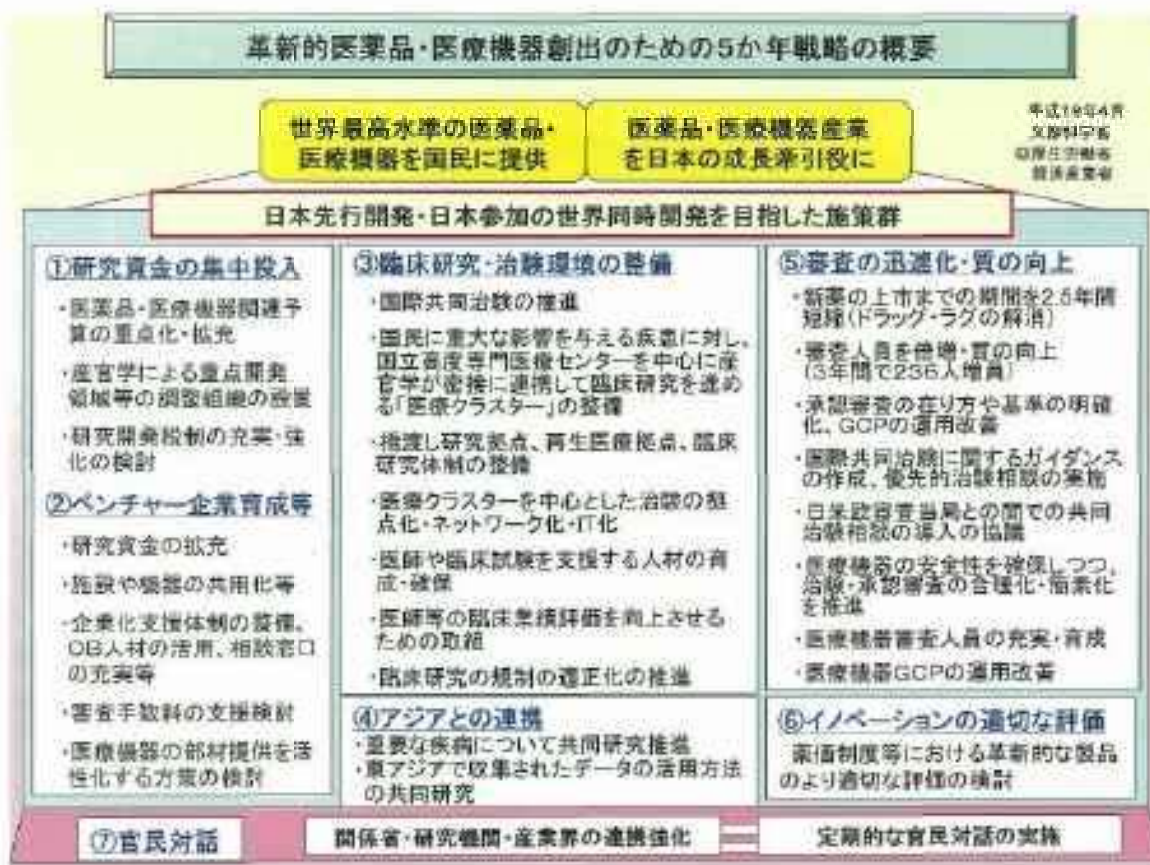 革新的医薬品・医療機器創出のための5か年戦略の概要
世界最高水準の医薬品・
医療機器を国民に提供
医薬品・医療機器産業
を日本の成長牽引役に
平成19年4月
文部科学省
◎厚生労働省
経済産業省
日本先行開発・日本参加の世界同時開発を目指した施策群
①研究資金の集中投入
・医薬品・医療機器関連予
算の重点化・拡充
・産官学による重点開発
領域等の調整組織の設置
・研究開発税制の充実・強
化の検討
②ベンチャー企業育成等
・研究資金の拡充
・施設や機器の共用化等
・企業化支援体制の整備、
OB人材の活用、相談窓口
の充実等
・審査手数料の支援検討
・医療機器の部材提供を活
性化する方策の検討
③臨床研究・治験環境の整備
・国際共同治験の推進
・国民に重大な影響を与える疾患に対し、
国立高度専門医療センターを中心に産
官学が密接に連携して臨床研究を進め
る「医療クラスター」の整備
・橋渡し研究拠点、再生医療拠点、臨床
研究体制の整備
・医療クラスターを中心とした治験の拠
点化・ネットワーク化・IT化
・医師や臨床試験を支援する人材の育
成・確保
・医師等の臨床業績評価を向上させる
ための取組
・臨床研究の規制の適正化の推進
④アジアとの連携
・重要な疾病について共同研究推進
・東アジアで収集されたデータの活用方法
の共同研究
⑤審査の迅速化・質の向上
・新薬の上市までの期間を2.5年間
短縮(ドラッグ・ラグの解消)
・審査人員を倍増・質の向上
(3年間で236人増員)
・承認審査の在り方や基準の明確
化、GCPの運用改善
・国際共同治験に関するガイダンス
の作成、優先的治験相談の実施
・日米欧審査当局との間での共同
治験相談の導入の協議
・医療機器の安全性を確保しつつ、
治験・承認審査の合理化・簡素化
を推進
・医療機器審査人員の充実・育成
・医療機器GCPの運用改善
⑥イノベーションの適切な評価
薬価制度等における革新的な製品
のより適切な評価の検討
⑦官民対話
関係省・研究機関・産業界の連携強化
定期的な官民対話の実施